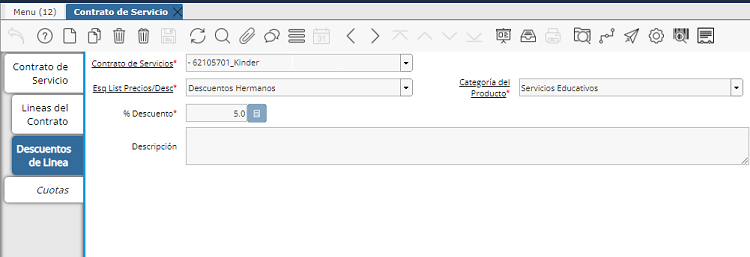 Menu (12)
Contrato de Servicio
Contrato de Servicio
Lineas del Contrato
Descuentos de Linea
Cuotas
Contrato de Servicios* - 62105701_Kinder
Esq List Precios/Desc* Descuentos Hermanos
Categoría del Producto* Servicios Educativos
% Descuento* 5.0
Descripción